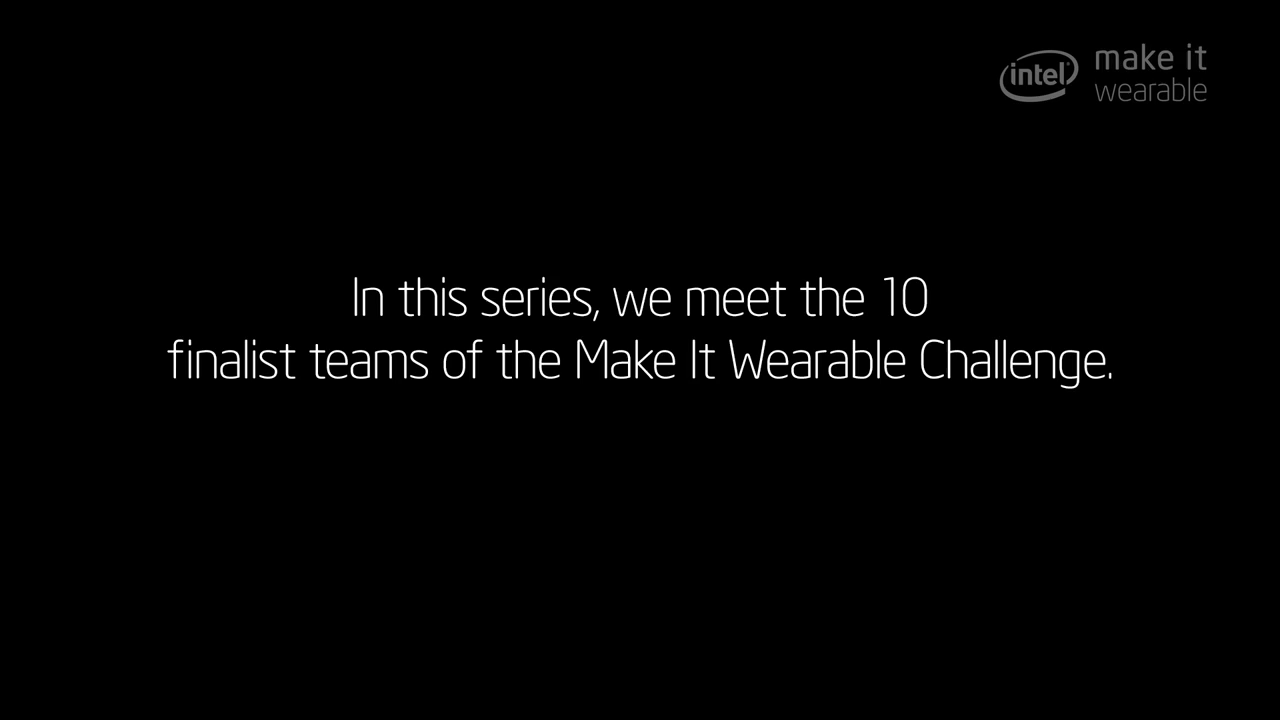 intel
make it
wearable
In this series, we meet the 10
finalist teams of the Make It Wearable Challenge.